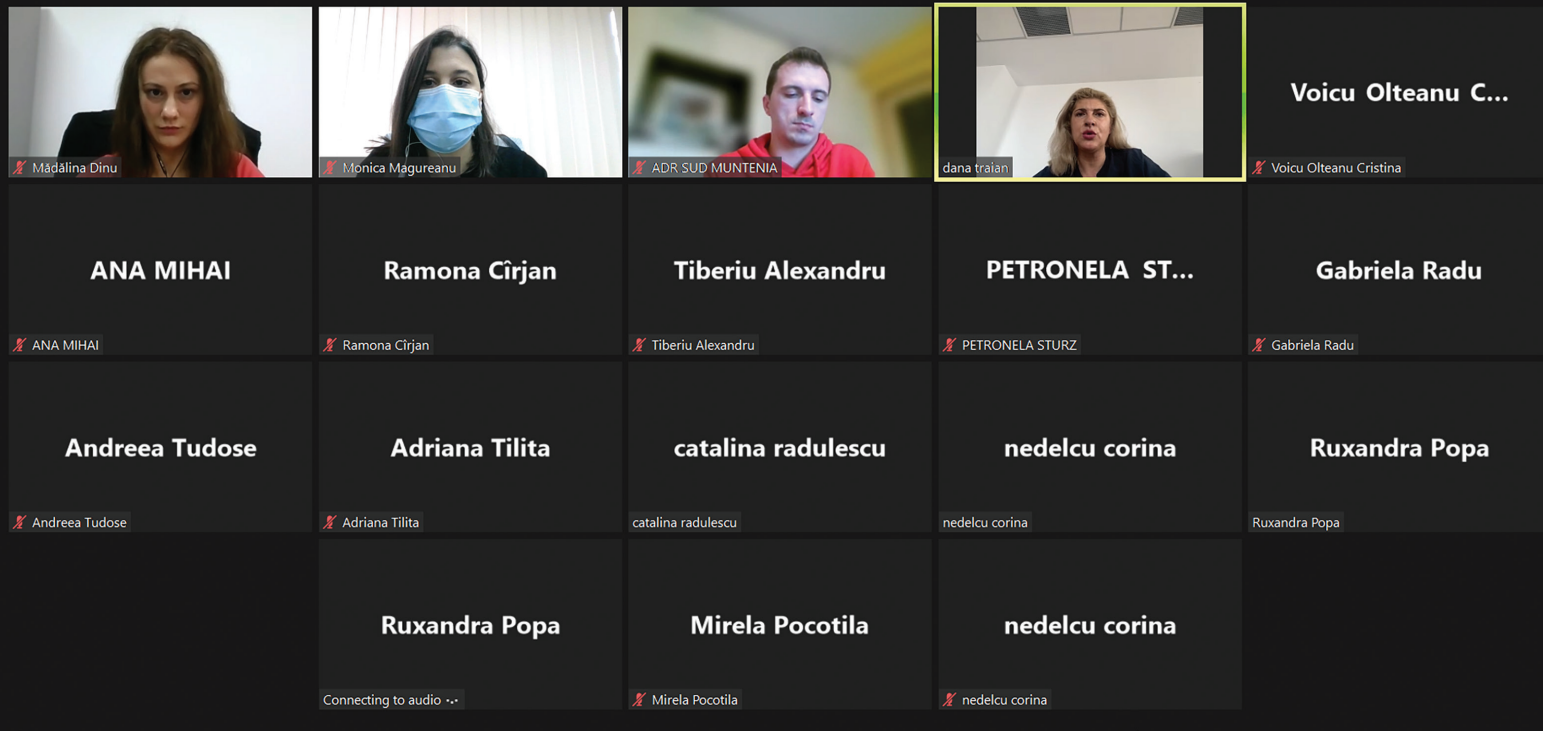 Mădălina Dinu
Monica Magureanu
ADR SUD MUNTENIA
dana traian
Voicu Olteanu C...
Voicu Olteanu Cristina
ANA MIHAI
ANA MIHAI
Ramona Cîrjan
Ramona Cîrjan
Tiberiu Alexandru
Tiberiu Alexandru
PETRONELA ST...
PETRONELA STURZ
Gabriela Radu
Gabriela Radu
Andreea Tudose
Andreea Tudose
Adriana Tilita
Adriana Tilita
catalina radulescu
catalina radulescu
nedelcu corina
nedelcu corina
Ruxandra Popa
Ruxandra Popa
Ruxandra Popa
Connecting to audio
Mirela Pocotila
Mirela Pocotila
nedelcu corina
nedelcu corina